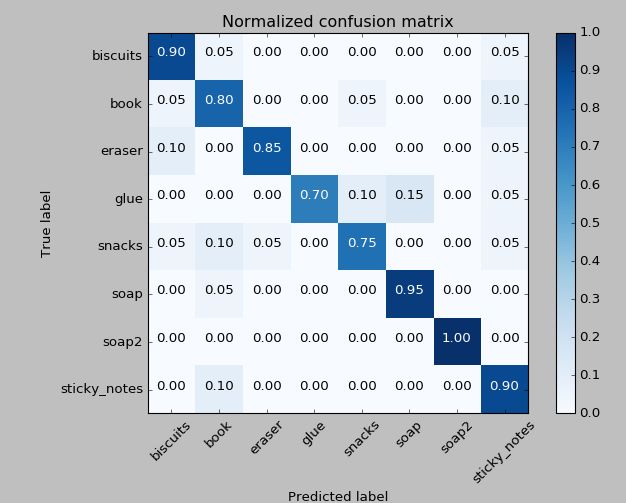 Normalized confusion matrix
True label
biscuits 0.90 0.05 0.00 0.00 0.00 0.00 0.00 0.05
book 0.05 0.80 0.00 0.00 0.05 0.00 0.00 0.10
eraser 0.10 0.00 0.85 0.00 0.00 0.00 0.00 0.05
glue 0.00 0.00 0.00 0.70 0.10 0.15 0.00 0.05
snacks 0.05 0.10 0.05 0.00 0.75 0.00 0.00 0.05
soap 0.00 0.05 0.00 0.00 0.00 0.95 0.00 0.00
soap2 0.00 0.00 0.00 0.00 0.00 0.00 1.00 0.00
sticky_notes 0.00 0.10 0.00 0.00 0.00 0.00 0.00 0.90
biscuits book eraser glue snacks soap soap2 sticky_notes
Predicted label
1.0
0.9
0.8
0.7
0.6
0.5
0.4
0.3
0.2
0.1
0.0